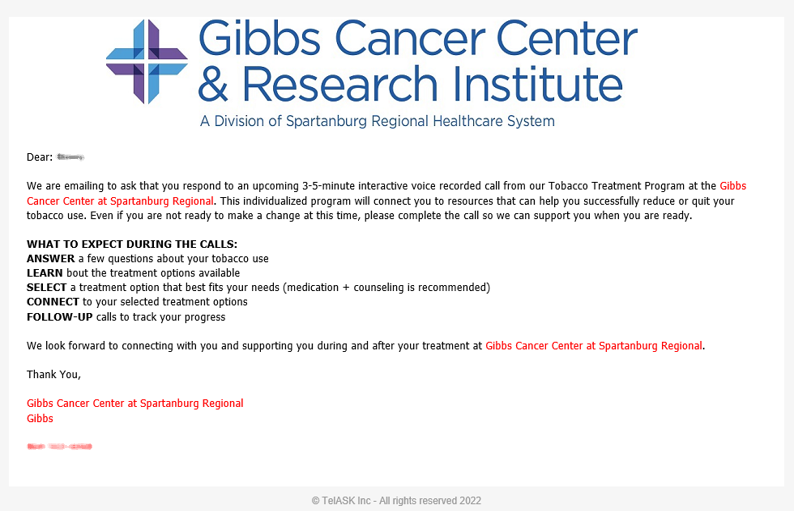 Gibbs Cancer Center
& Research Institute
A Division of Spartanburg Regional Healthcare System
Dear:
We are emailing to ask that you respond to an upcoming 3-5-minute interactive voice recorded call from our Tobacco Treatment Program at the Gibbs
Cancer Center at Spartanburg Regional. This individualized program will connect you to resources that can help you successfully reduce or quit your
tobacco use. Even if you are not ready to make a change at this time, please complete the call so we can support you when you are ready.
WHAT TO EXPECT DURING THE CALLS:
ANSWER a few questions about your tobacco use
LEARN bout the treatment options available
SELECT a treatment option that best fits your needs (medication + counseling is recommended)
CONNECT to your selected treatment options
FOLLOW-UP calls to track your progress
We look forward to connecting with you and supporting you during and after your treatment at Gibbs Cancer Center at Spartanburg Regional.
Thank You,
Gibbs Cancer Center at Spartanburg Regional
Gibbs
© TelASK Inc - All rights reserved 2022